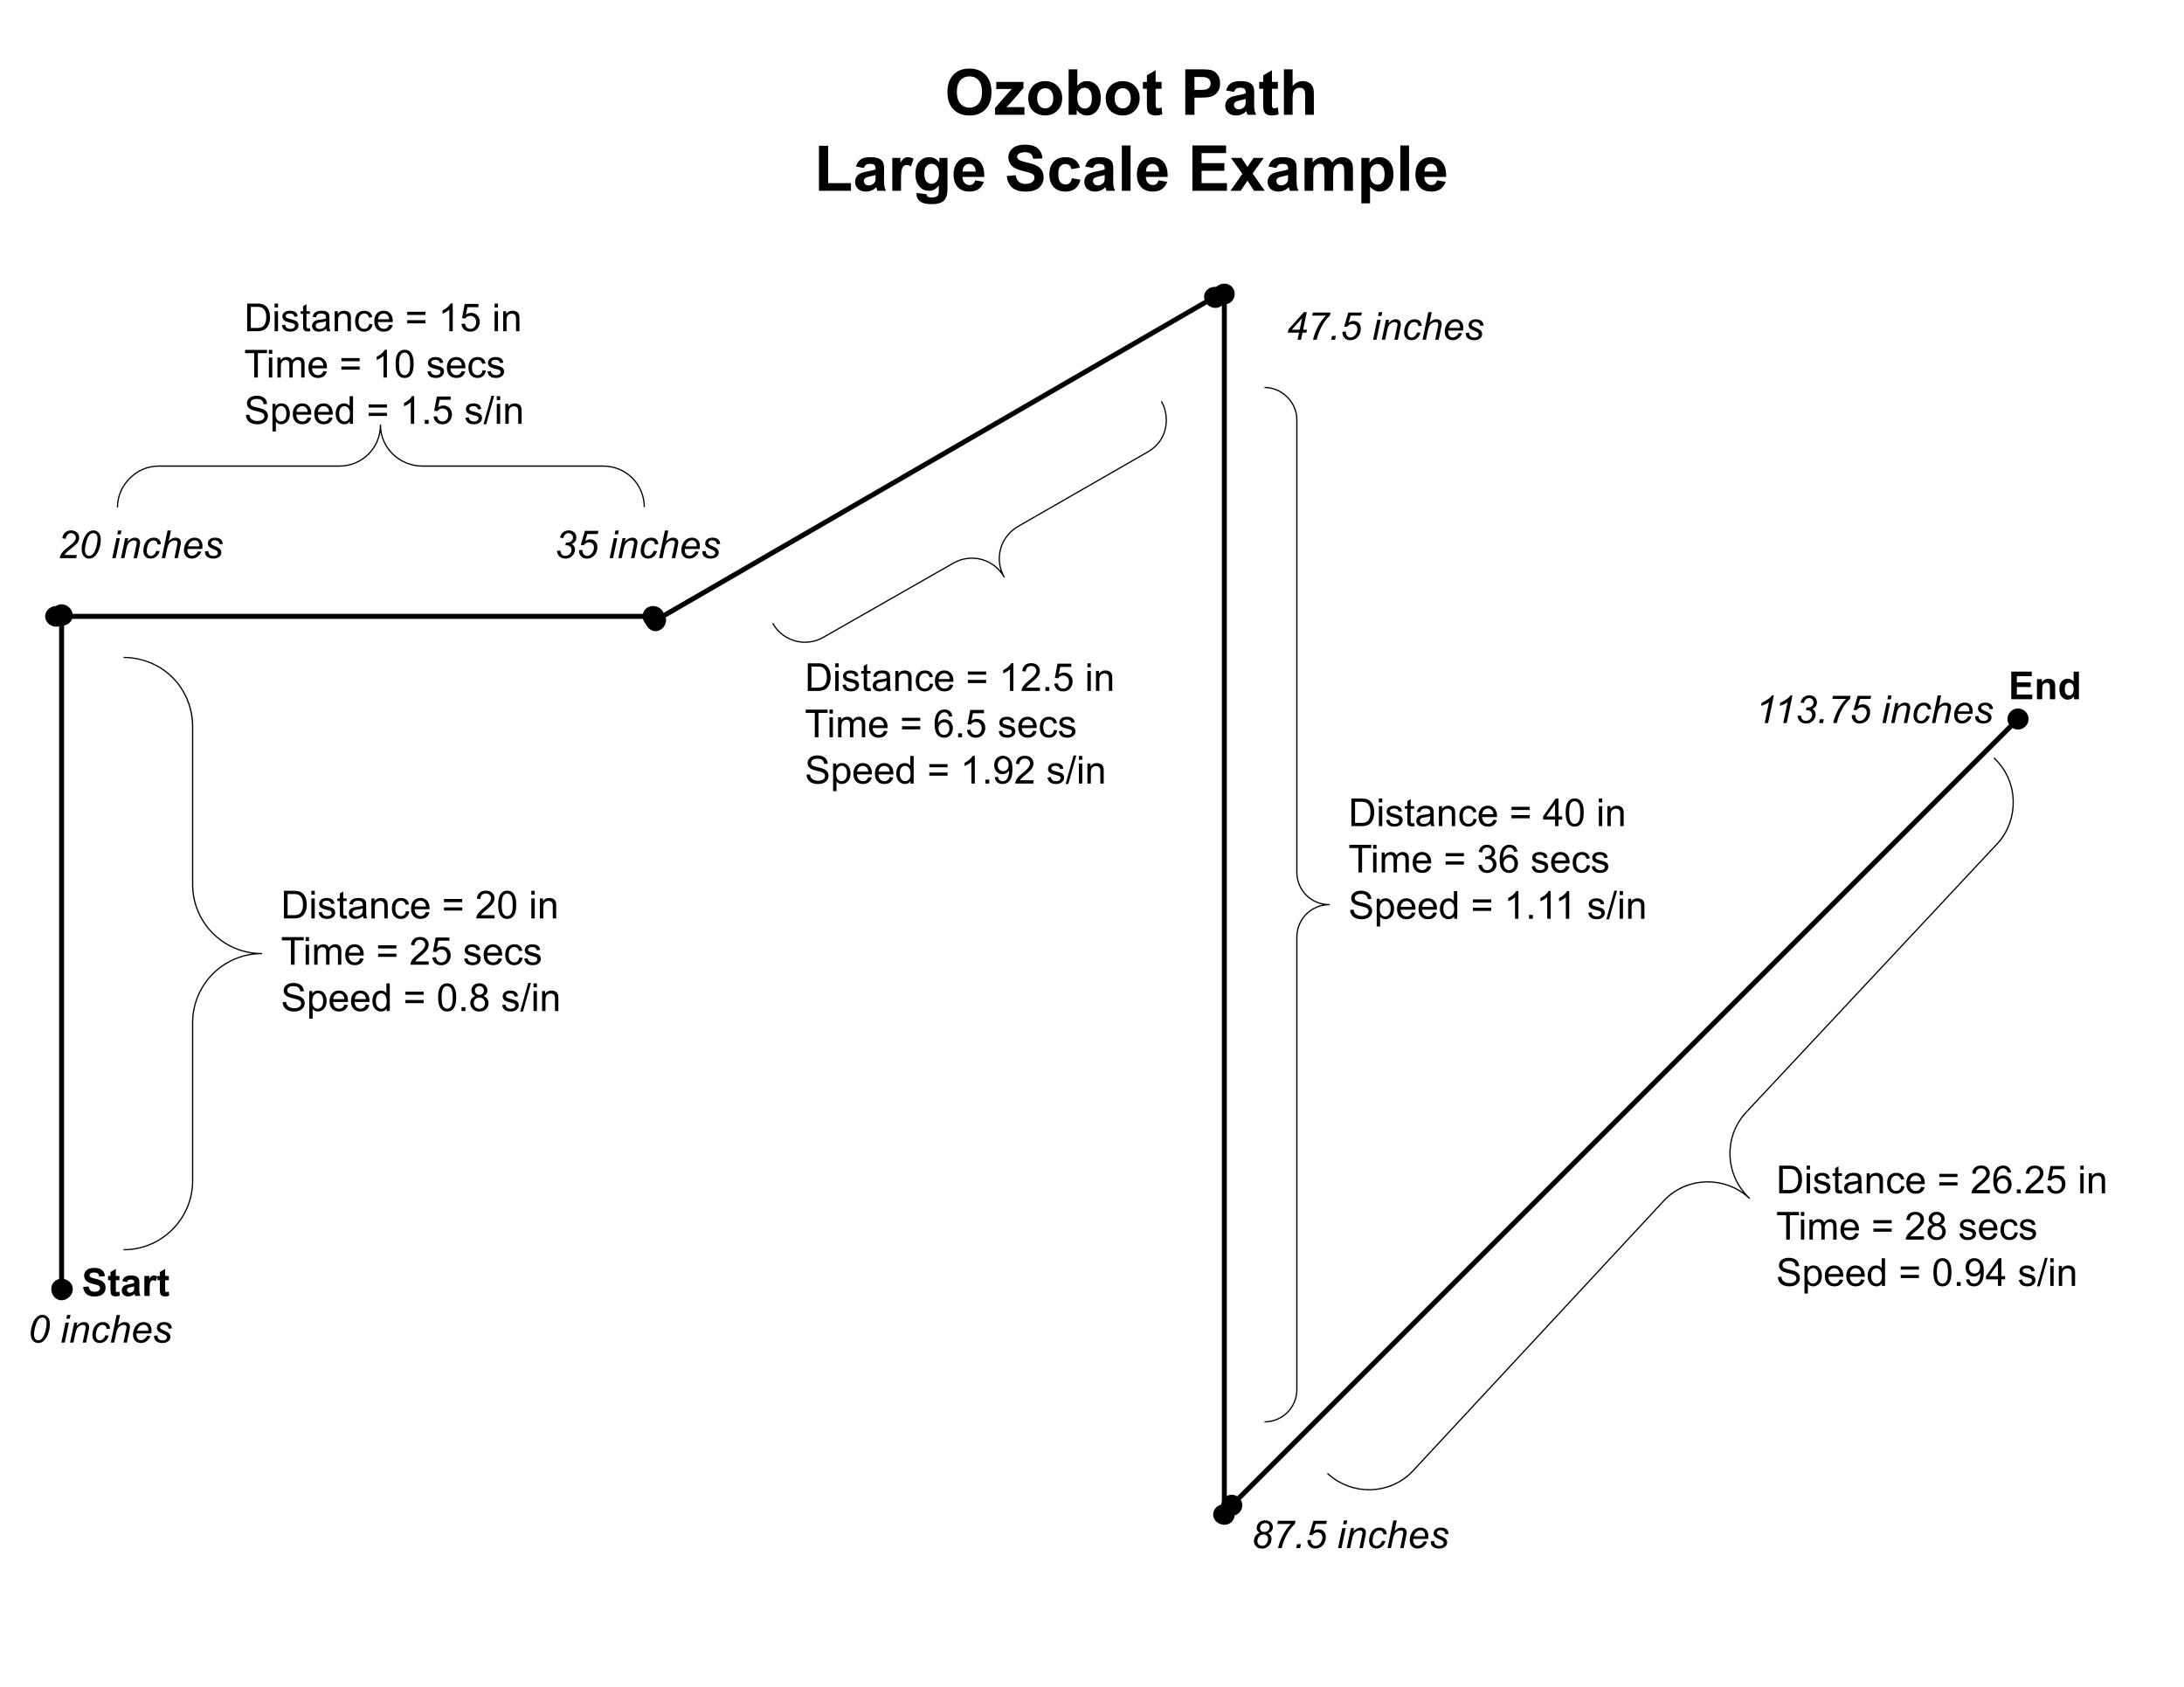 Ozobot Path
Large Scale Example
Distance = 15 in
Time = 10 secs
Speed = 1.5 s/in
47.5 inches
20 inches
35 inches
Distance = 12.5 in
Time = 6.5 secs
Speed = 1.92 s/in
End
113.75 inches
Distance = 40 in
Time = 36 secs
Speed = 1.11 s/in
Distance = 20 in
Time = 25 secs
Speed = 0.8 s/in
Distance = 26.25 in
Time = 28 secs
Speed = 0.94 s/in
Start
0 inches
87.5 inches